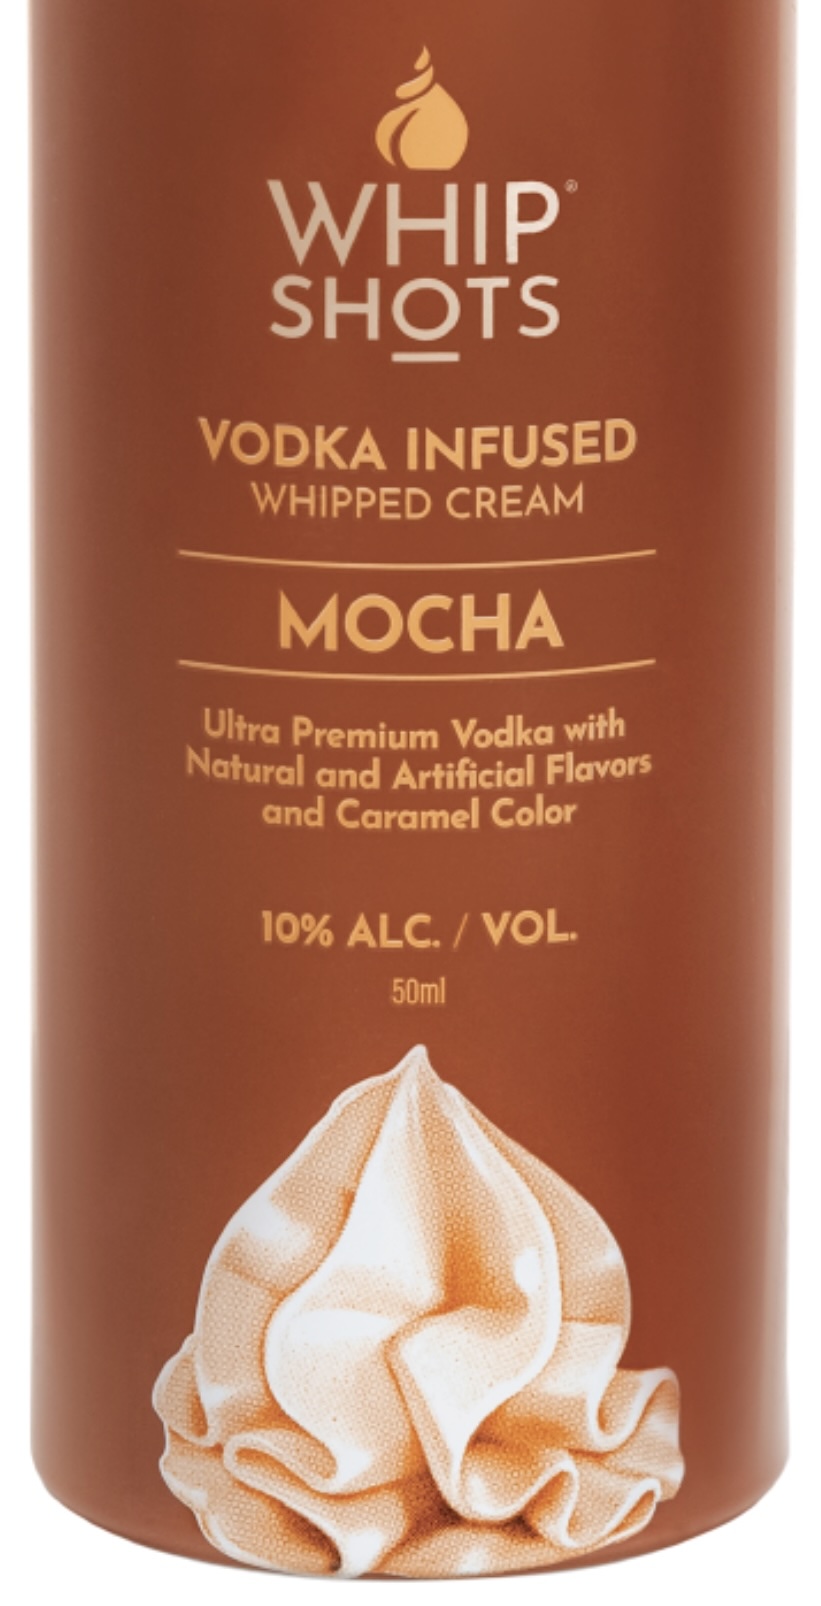 WHIP®
SHOTS
VODKA INFUSED
WHIPPED CREAM
MOCHA
Ultra Premium Vodka with
Natural and Artificial Flavors
and Caramel Color
10% ALC. / VOL.
50ml